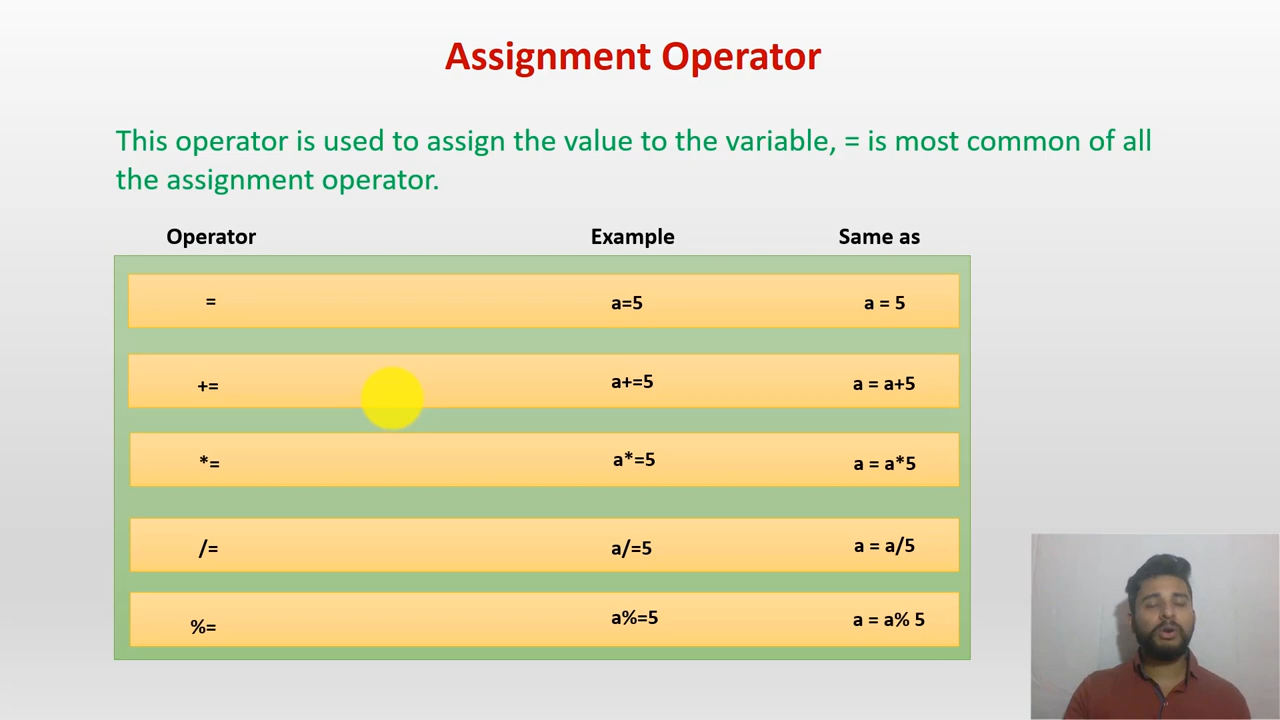 Assignment Operator
This operator is used to assign the value to the variable, = is most common of all
the assignment operator.
Operator Example Same as
= a=5 a = 5
+= a+=5 a = a+5
*= a*=5 a = a*5
/= a/=5 a = a/5
%= a%=5 a = a% 5